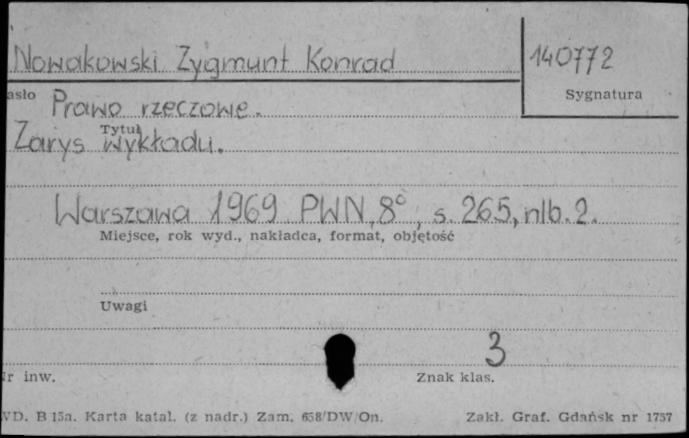 Nowakowski Zygmunt Konrad
140772
asło
Sygnatura
Prawo rzeczowe.
Tytuł
Zarys Wykładu.
Warszawa 1969 PWN, 8°, s. 265, nlb. 2.
Miejsce, rok wyd., nakładca, format, objętość
Uwagi
3
r inw.
Znak klas.
VD. B 15a. Karta katal. (z nadr.) Zam. 658/DW/On.
Zakł. Graf. Gdańsk nr 1757